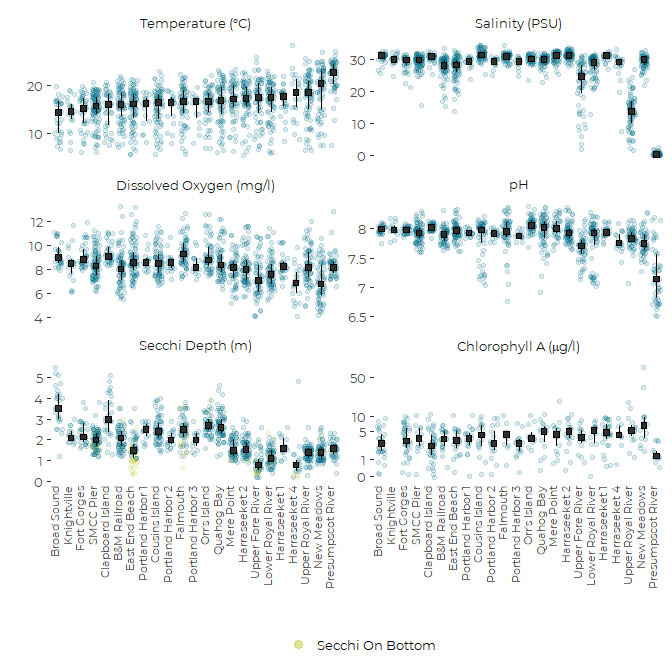 Temperature (°C)
Salinity (PSU)
20
10
30
20
10
0
Dissolved Oxygen (mg/l)
pH
12
10
8
6
4
8
7.5
7
6.5
Secchi Depth (m)
Chlorophyll A (μg/l)
5
4
3
2
1
0
50
10
5
1
0
Broad Sound
Knightville
Fort Gorges
SMCC Pier
Clapboard Island
B&M Railroad
East End Beach
Portland Harbor 1
Cousins Island
Portland Harbor 2
Falmouth
Portland Harbor 3
Orr's Island
Quahog Bay
Mere Point
Harraseeket 2
Upper Fore River
Lower Royal River
Harraseeket 1
Harraseeket 4
Upper Royal River
New Meadows
Presumpscot River
Broad Sound
Knightville
Fort Gorges
SMCC Pier
Clapboard Island
B&M Railroad
East End Beach
Portland Harbor 1
Cousins Island
Portland Harbor 2
Falmouth
Portland Harbor 3
Orr's Island
Quahog Bay
Mere Point
Harraseeket 2
Upper Fore River
Lower Royal River
Harraseeket 1
Harraseeket 4
Upper Royal River
New Meadows
Presumpscot River
Secchi On Bottom